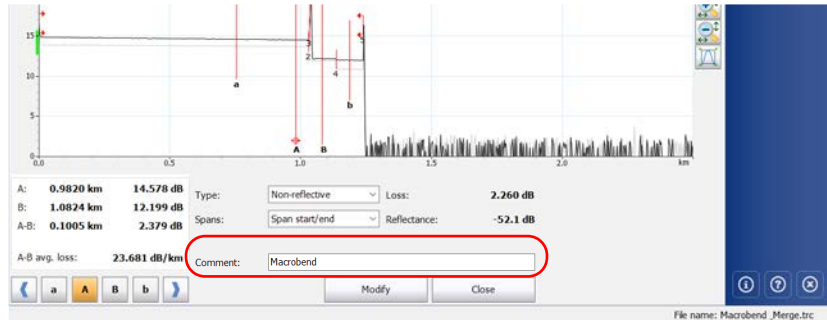 15-
3
2
5
4
10-
a
b
5-
A B
0-
0.0 0.5 1.0 1.5 2.0 km
A: 0.9820 km 14.578 dB Type: Non-reflective Loss: 2.260 dB
B: 1.0824 km 12.199 dB
A-B: 0.1005 km 2.379 dB Spans: Span start/end Reflectance: -52.1 dB
A-B avg. loss: 23.681 dB/km Comment: Macrobend
a A B b Modify Close
File name: Macrobend _Merge.trc